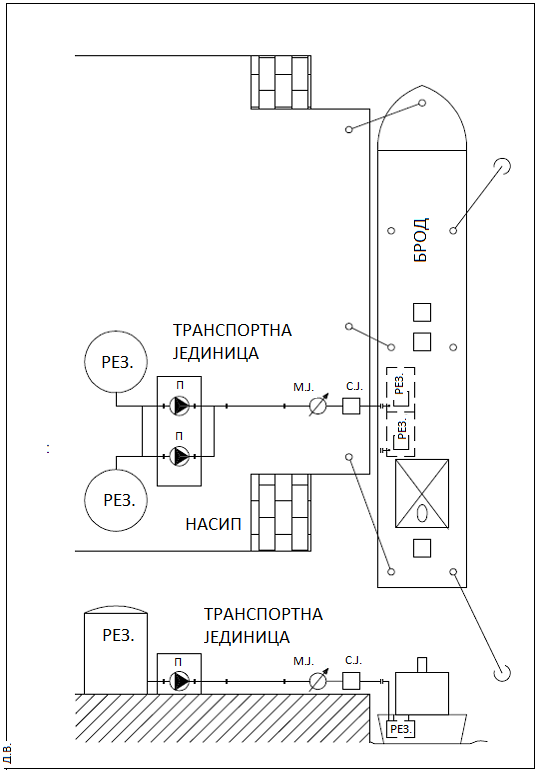 БРОД
ТРАНСПОРТНА
ЈЕДИНИЦА
РЕЗ.
П
М.Ј.
С.Ј.
РЕЗ.
П
РЕЗ.
РЕЗ.
НАСИП
ТРАНСПОРТНА
ЈЕДИНИЦА
РЕЗ.
П
М.Ј.
С.Ј.
РЕЗ.
Д.В.